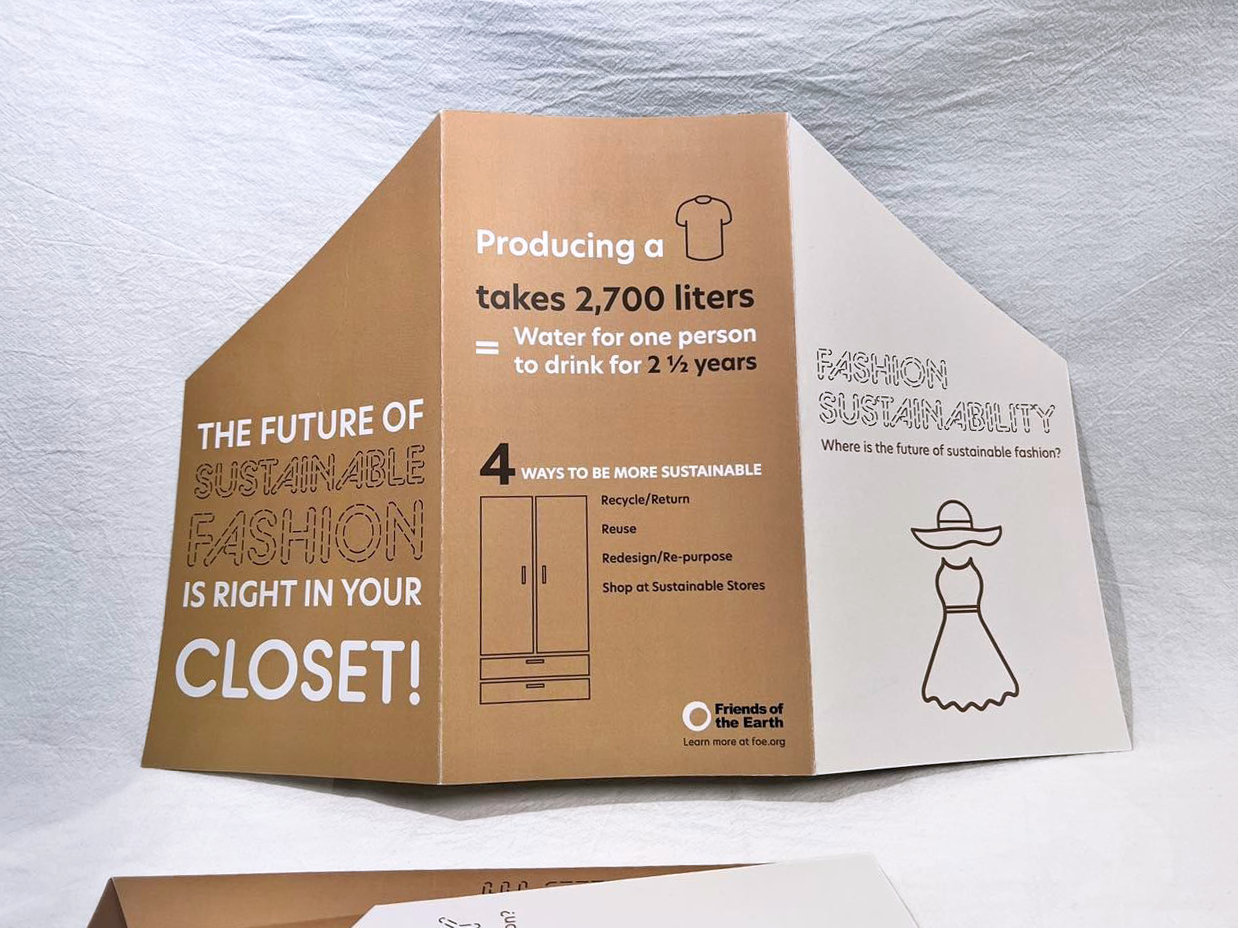 THE FUTURE OF
SUSTAINABLE
FASHION
IS RIGHT IN YOUR
CLOSET!
Producing a
takes 2,700 liters
= Water for one person
to drink for 2 ½ years
4 WAYS TO BE MORE SUSTAINABLE
Recycle/Return
Reuse
Redesign/Re-purpose
Shop at Sustainable Stores
Friends of
the Earth
Learn more at foe.org
FASHION
SUSTAINABILITY
Where is the future of sustainable fashion?